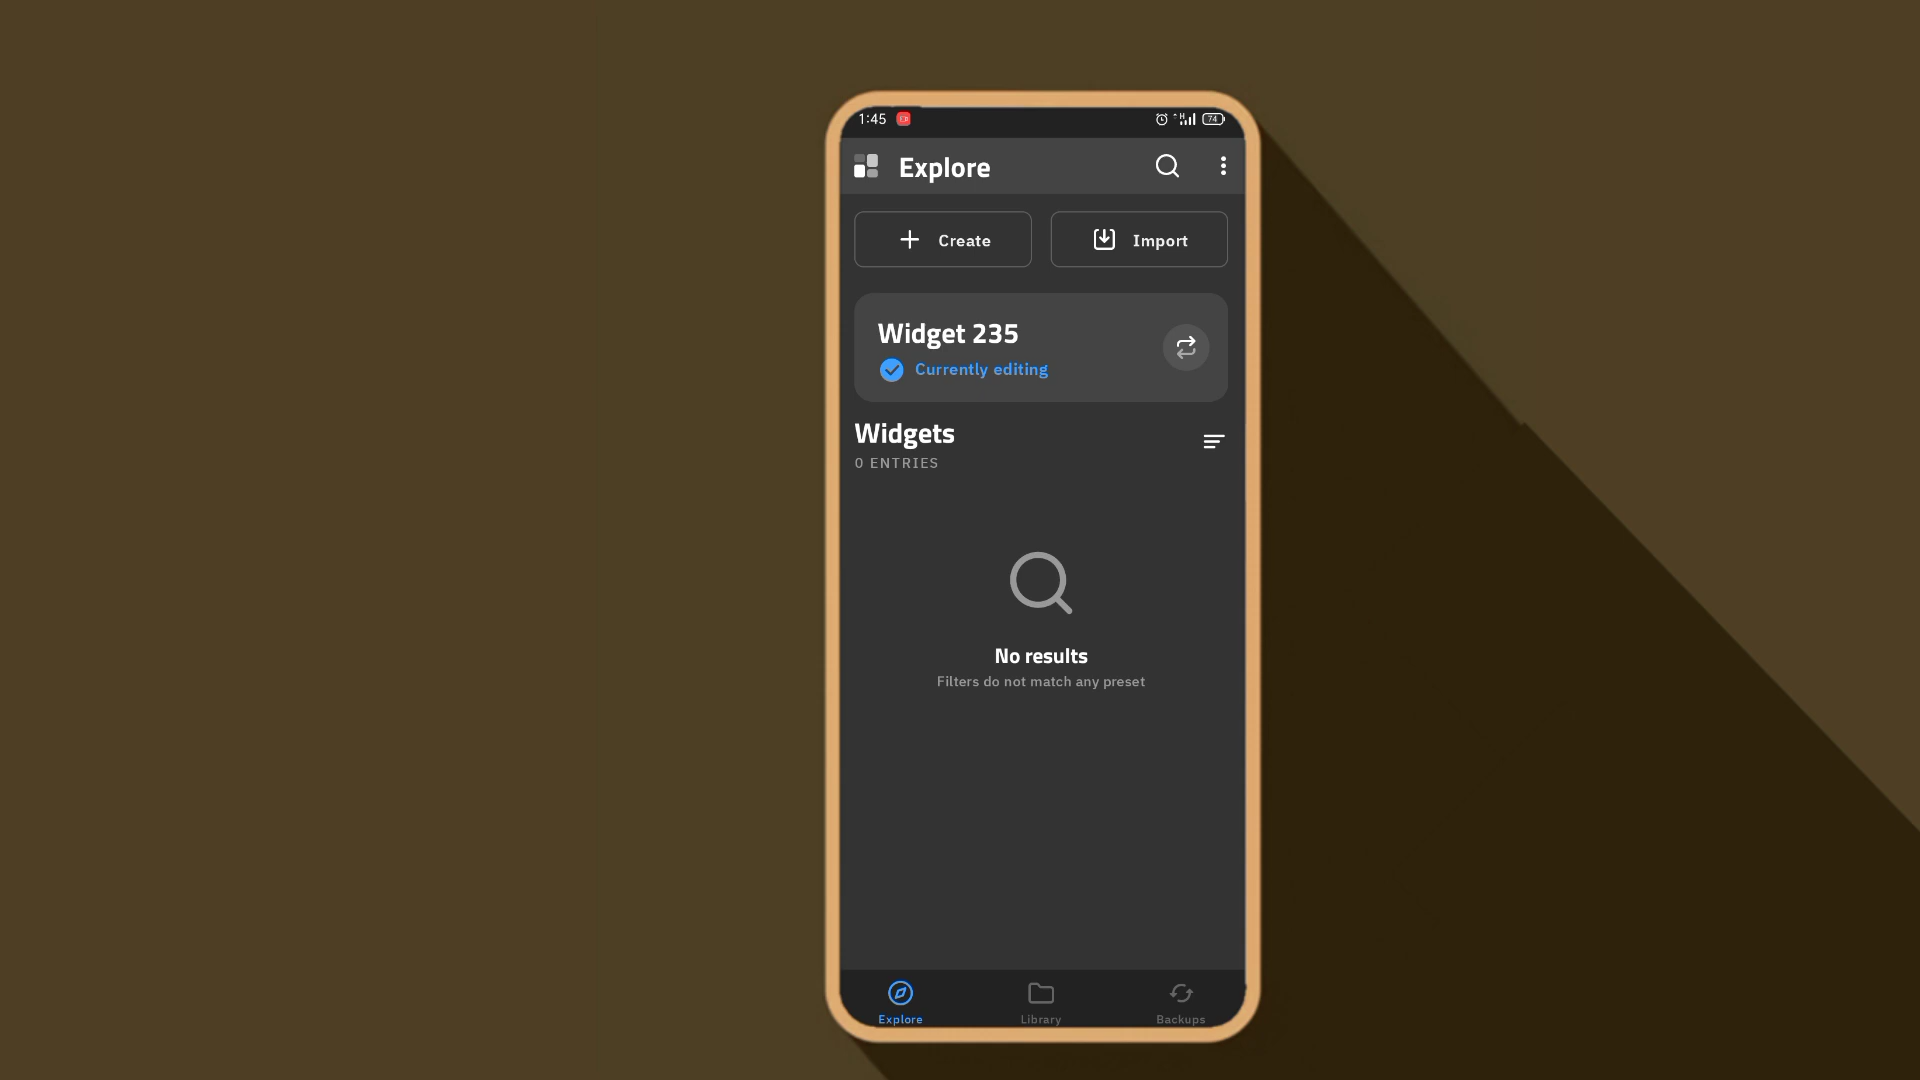 1:45
H
74
Explore
Create
Import
Widget 235
Currently editing
Widgets
0 ENTRIES
No results
Filters do not match any preset
Explore
Library
Backups